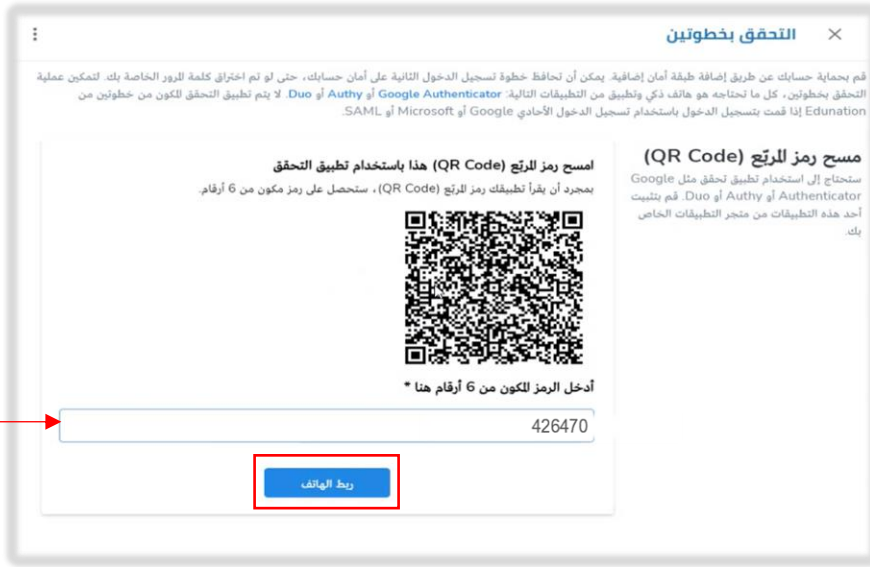 التحقق بخطوتين
قم بحماية حسابك عن طريق إضافة طبقة أمان إضافية. يمكن أن تحافظ خطوة تسجيل الدخول الثانية على أمان حسابك، حتى لو تم اختراق كلمة المرور الخاصة بك. لتمكين عملية
التحقق بخطوتين، كل ما تحتاجه هو هاتف ذكي وتطبيق من التطبيقات التالية: Google Authenticator أو Authy أو Duo. لا يتم تطبيق التحقق المكون من خطوتين من
Edunation إذا قمت بتسجيل الدخول باستخدام تسجيل الدخول الأحادي Google أو Microsoft أو SAML.
مسح رمز المربّع (QR Code)
ستحتاج إلى استخدام تطبيق تحقق مثل Google
Authenticator أو Authy أو Duo. قم بتثبيت
أحد هذه التطبيقات من متجر التطبيقات الخاص
بك.
امسح رمز المربّع (QR Code) هذا باستخدام تطبيق التحقق
بمجرد أن يقرأ تطبيقك رمز المربّع (QR Code)، ستحصل على رمز مكون من 6 أرقام.
أدخل الرمز المكون من 6 أرقام هنا *
426470
ربط الهاتف